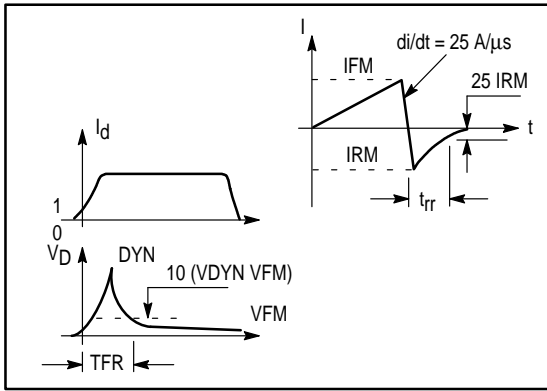 I
di/dt = 25 A/μs
IFM
25 IRM
t
IRM
trr
Id
1
0
VD
DYN
10 (VDYN VFM)
VFM
TFR